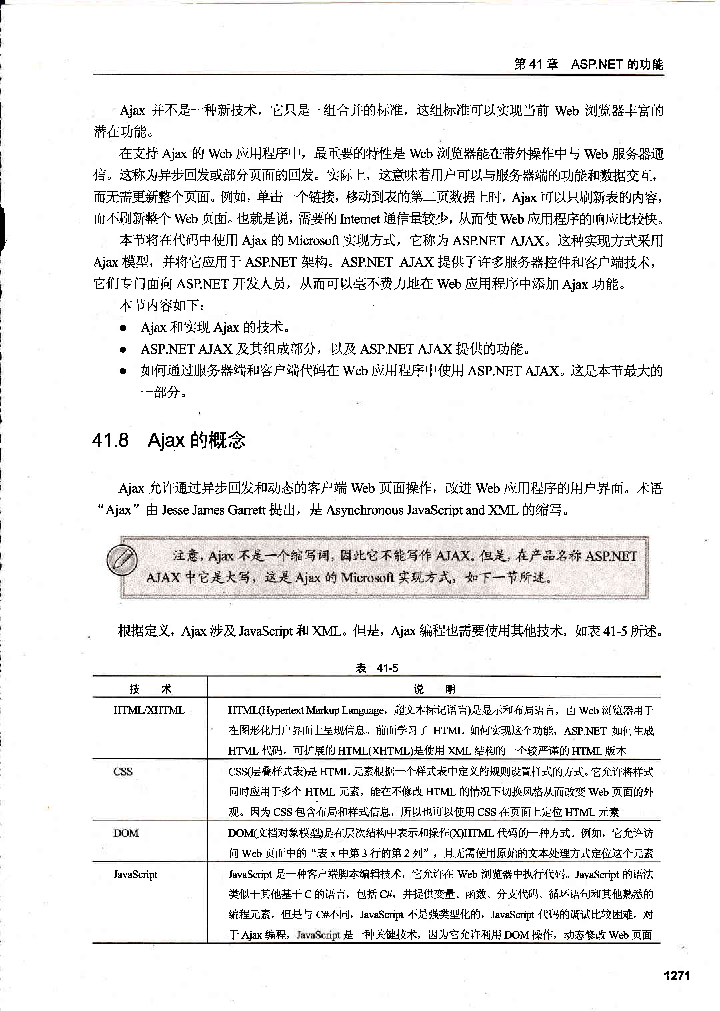 第 41 章 ASP.NET 的功能
Ajax 并不是一种新技术，它只是一组合并的标准，这组标准可以实现当前 Web 浏览器丰富的
潜在功能。
在支持 Ajax 的 Web 应用程序中，最重要的特性是 Web 浏览器能在带外操作中与 Web 服务器通
信。这称为异步回发或部分页面的回发。实际上，这意味着用户可以与服务器端的功能和数据交互，
而无需更新整个页面。例如，单击一个链接，移动到表的第二页数据上时，Ajax 可以只刷新表的内容，
而不刷新整个 Web 页面。也就是说，需要的 Internet 通信量较少，从而使 Web 应用程序的响应比较快。
本节将在代码中使用 Ajax 的 Microsoft 实现方式，它称为 ASP.NET AJAX。这种实现方式采用
Ajax 模型，并将它应用于 ASP.NET 架构。ASP.NET AJAX 提供了许多服务器控件和客户端技术，
它们专门面向 ASP.NET 开发人员，从而可以毫不费力地在 Web 应用程序中添加 Ajax 功能。
本节内容如下：
● Ajax 和实现 Ajax 的技术。
● ASP.NET AJAX 及其组成部分，以及 ASP.NET AJAX 提供的功能。
● 如何通过服务器端和客户端代码在 Web 应用程序中使用 ASP.NET AJAX。这是本节最大的
一部分。
41.8 Ajax 的概念
Ajax 允许通过异步回发和动态的客户端 Web 页面操作，改进 Web 应用程序的用户界面。术语
“Ajax”由 Jesse James Garrett 提出，是 Asynchronous JavaScript and XML 的缩写。
注意，Ajax 不是一个缩写词，因此它不能写作 AJAX。但是，在产品名称 ASP.NET
AJAX 中它是大写，这是 Ajax 的 Microsoft 实现方式，如下一节所述。
根据定义，Ajax 涉及 JavaScript 和 XML。但是，Ajax 编程也需要使用其他技术，如表 41-5 所述。
表 41-5
技 术 说 明
HTML/XHTML HTML(Hypertext Markup Language，超文本标记语言)是显示和布局语言，由 Web 浏览器用于
在图形化用户界面上呈现信息。前面学习了 HTML 如何实现这个功能，ASP.NET 如何生成
HTML 代码。可扩展的 HTML(XHTML)是使用 XML 结构的一个较严谨的 HTML 版本
CSS CSS(层叠样式表)是 HTML 元素根据一个样式表中定义的规则设置样式的方式。它允许将样式
同时应用于多个 HTML 元素，能在不修改 HTML 的情况下切换风格从而改变 Web 页面的外
观。因为 CSS 包含布局和样式信息，所以也可以使用 CSS 在页面上定位 HTML 元素
DOM DOM(文档对象模型)是在层次结构中表示和操作(X)HTML 代码的一种方式。例如，它允许访
问 Web 页面中的“表 x 中第 3 行的第 2 列”，且无需使用原始的文本处理方式定位这个元素
JavaScript JavaScript 是一种客户端脚本编辑技术，它允许在 Web 浏览器中执行代码。JavaScript 的语法
类似于其他基于 C 的语言，包括 C#，并提供变量、函数、分支代码、循环语句和其他熟悉的
编程元素，但是与 C#不同，JavaScript 不是强类型化的，JavaScript 代码的调试比较困难，对
于 Ajax 编程，JavaScript 是一种关键技术，因为它允许利用 DOM 操作，动态修改 Web 页面
1271